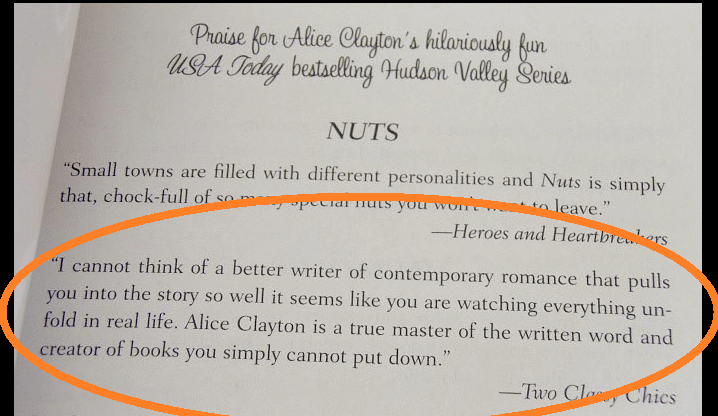 Praise for Alice Clayton's hilariously fun
USA Today bestselling Hudson Valley Series
NUTS
"Small towns are filled with different personalities and Nuts is simply
that, chock-full of so many special nuts you won't want to leave."
—Heroes and Heartbreakers
"I cannot think of a better writer of contemporary romance that pulls
you into the story so well it seems like you are watching everything un-
fold in real life. Alice Clayton is a true master of the written word and
creator of books you simply cannot put down."
—Two Classy Chics